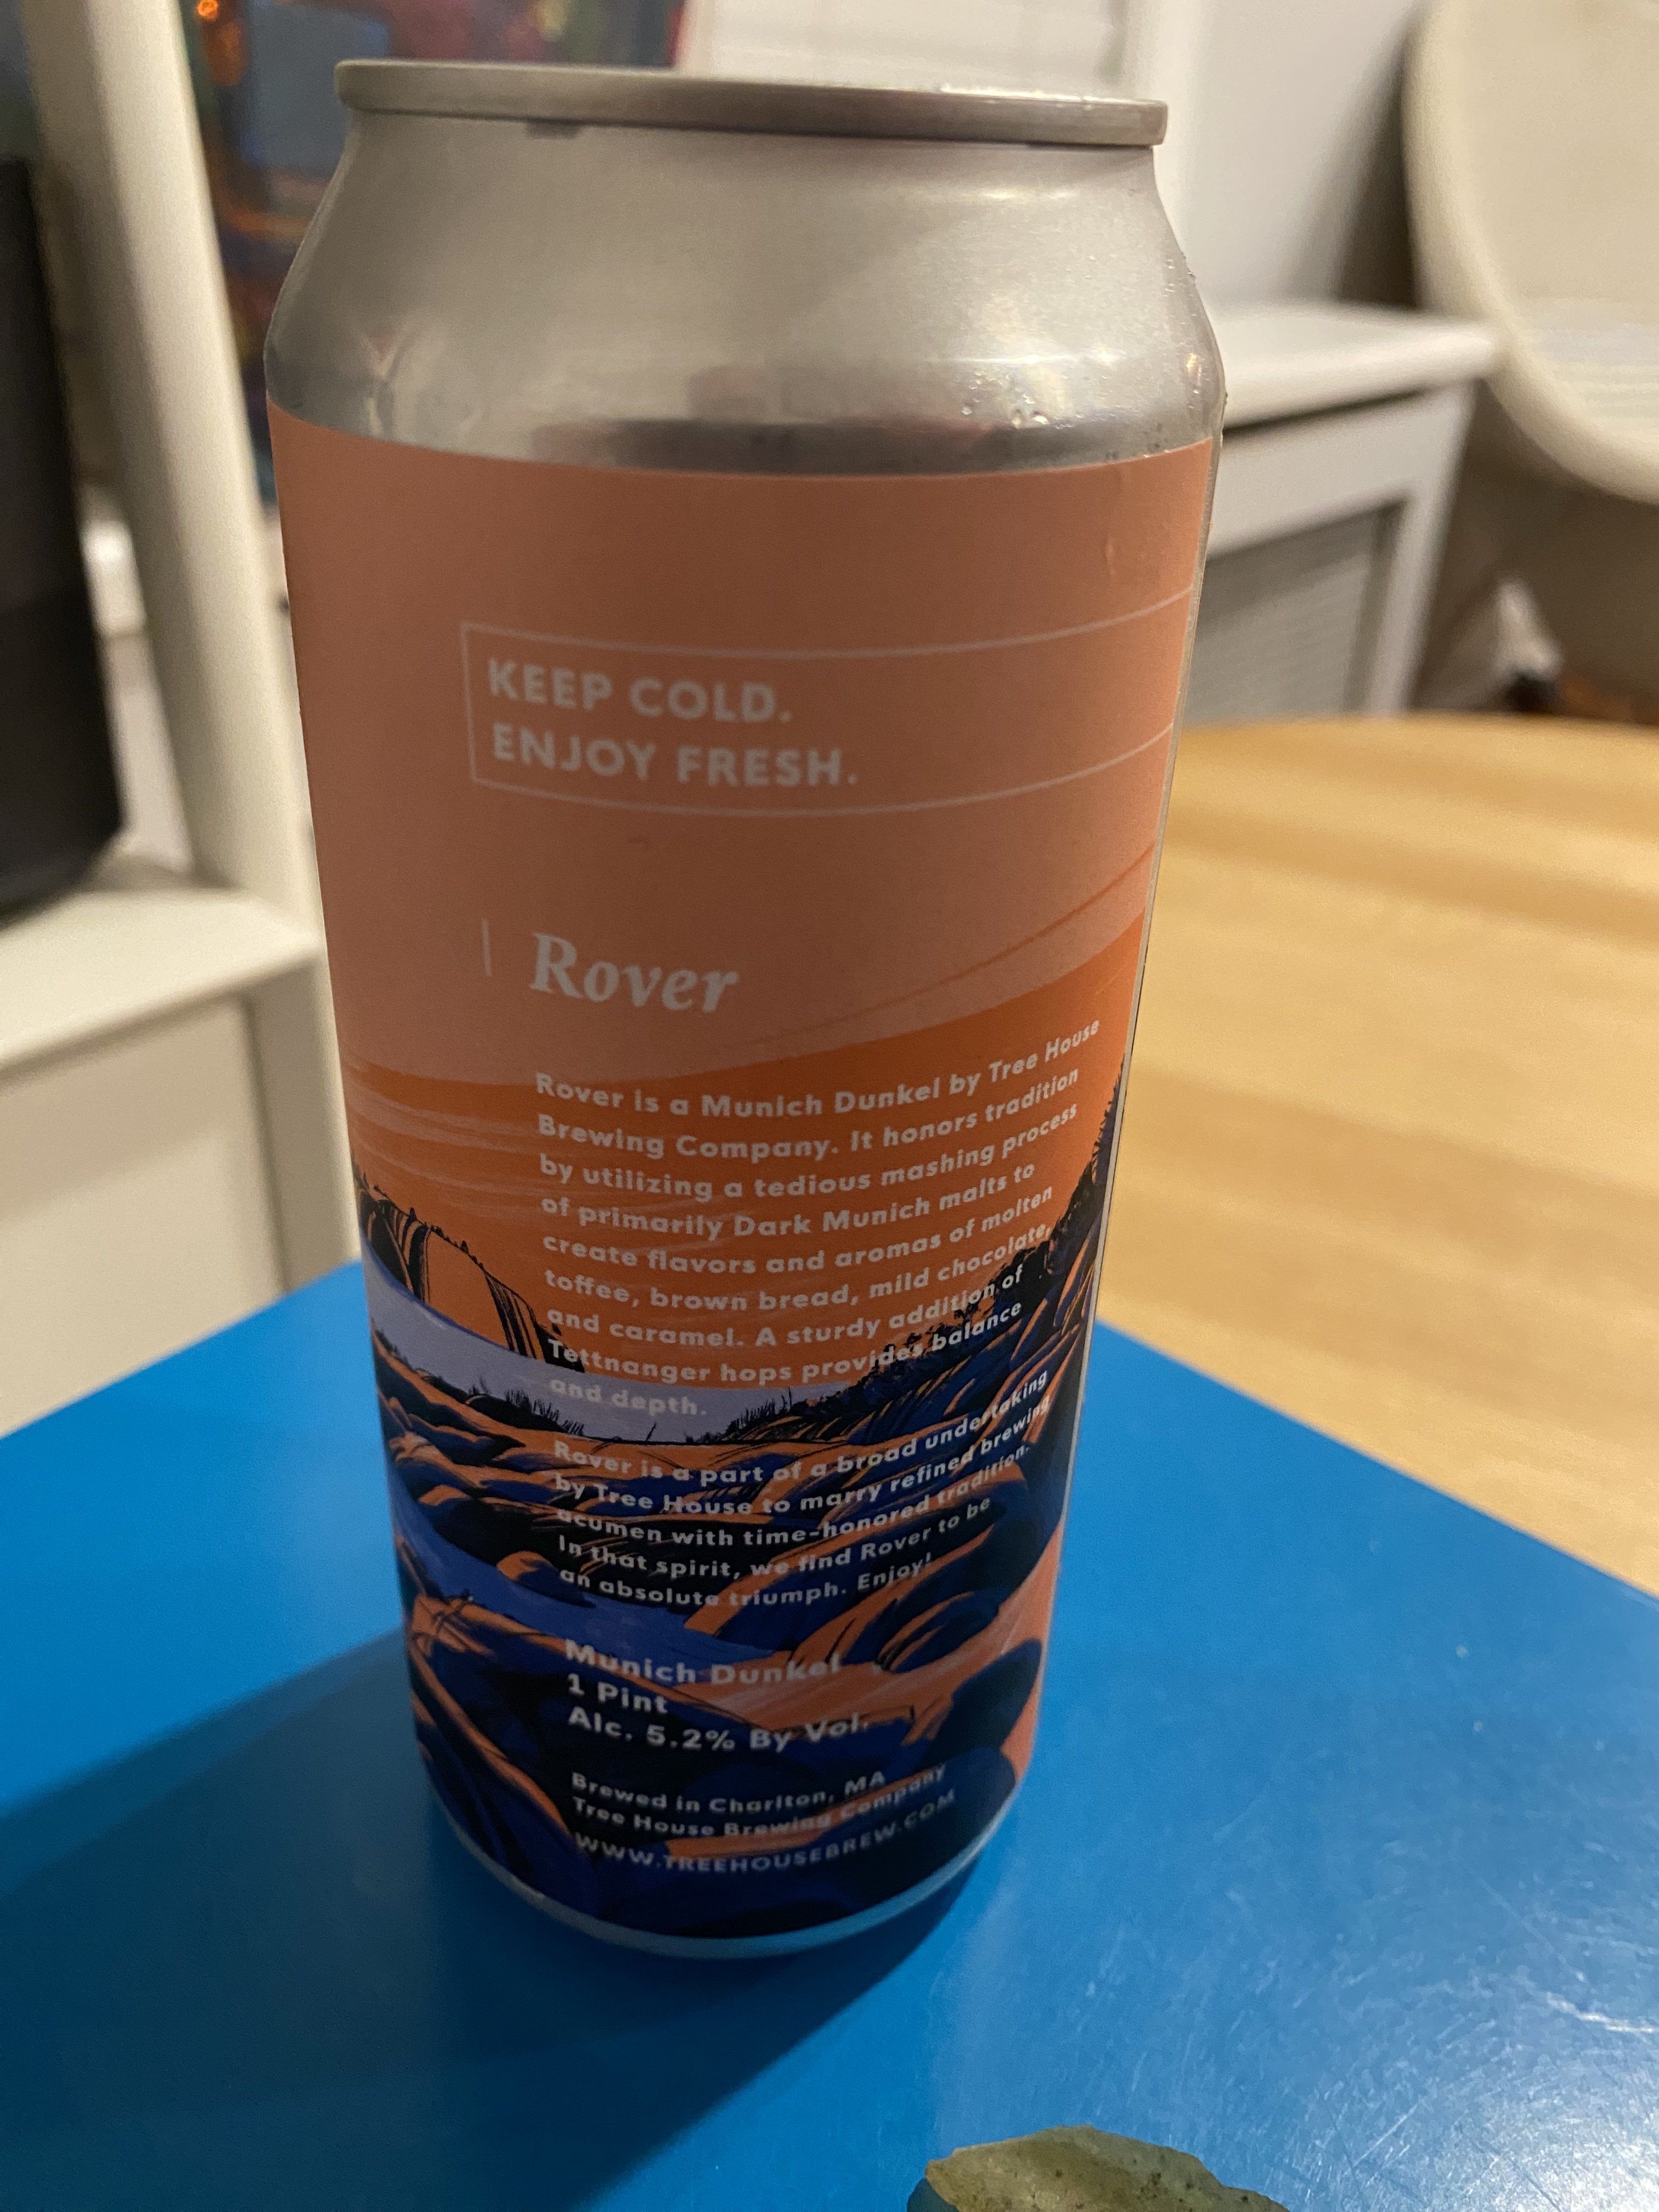 KEEP COLD.
ENJOY FRESH.
Rover
Rover is a Munich Dunkel by Tree House
Brewing Company. It honors tradition
by utilizing a tedious mashing process
of primarily Dark Munich malts to
create flavors and aromas of molten
toffee, brown bread, mild chocolate,
and caramel. A sturdy addition of
Tettnanger hops provides balance
and depth.
Rover is a part of a broad undertaking
by Tree House to marry refined brewing
acumen with time-honored tradition.
In that spirit, we find Rover to be
an absolute triumph. Enjoy!
Munich Dunkel
1 Pint
Alc. 5.2% By Vol.
Brewed in Charlton, MA
Tree House Brewing Company
WWW.TREEHOUSEBREW.COM